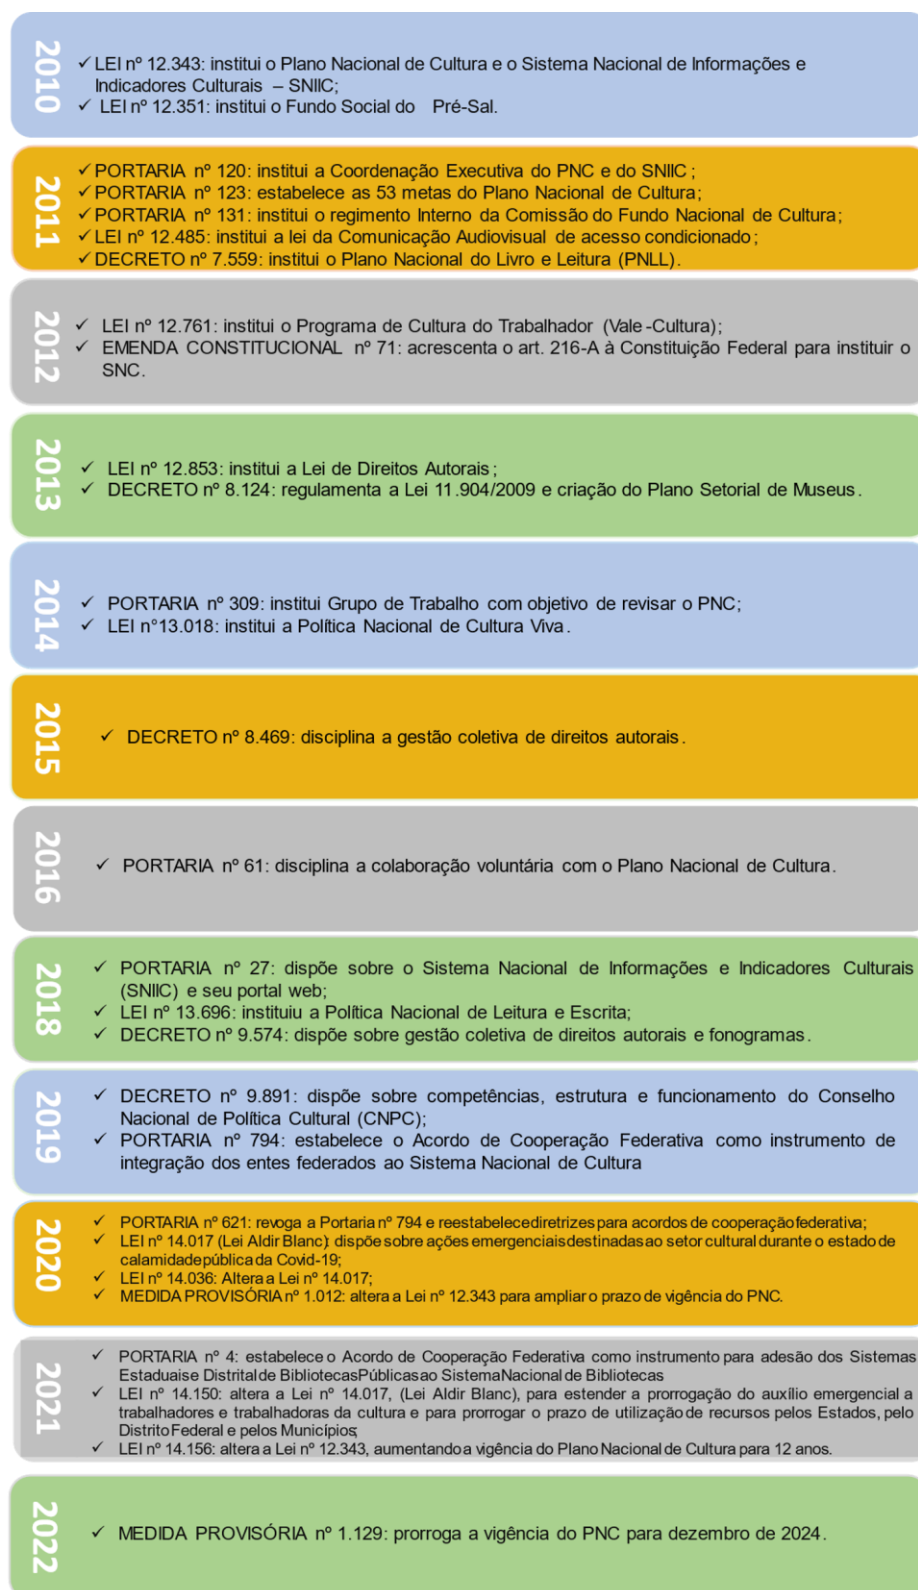 2010
✓ LEI nº 12.343: institui o Plano Nacional de Cultura e o Sistema Nacional de Informações e
Indicadores Culturais – SNIIC;
✓ LEI nº 12.351: institui o Fundo Social do Pré-Sal.
2011
✓ PORTARIA nº 120: institui a Coordenação Executiva do PNC e do SNIIC;
✓ PORTARIA nº 123: estabelece as 53 metas do Plano Nacional de Cultura;
✓ PORTARIA nº 131: institui o regimento Interno da Comissão do Fundo Nacional de Cultura;
✓ LEI nº 12.485: institui a lei da Comunicação Audiovisual de acesso condicionado;
✓ DECRETO nº 7.559: institui o Plano Nacional do Livro e Leitura (PNLL).
2012
✓ LEI nº 12.761: institui o Programa de Cultura do Trabalhador (Vale-Cultura);
✓ EMENDA CONSTITUCIONAL nº 71: acrescenta o art. 216-A à Constituição Federal para instituir o
SNC.
2013
✓ LEI nº 12.853: institui a Lei de Direitos Autorais;
✓ DECRETO nº 8.124: regulamenta a Lei 11.904/2009 e criação do Plano Setorial de Museus.
2014
✓ PORTARIA nº 309: institui Grupo de Trabalho com objetivo de revisar o PNC;
✓ LEI n°13.018: institui a Política Nacional de Cultura Viva.
2015
✓ DECRETO nº 8.469: disciplina a gestão coletiva de direitos autorais.
2016
✓ PORTARIA nº 61: disciplina a colaboração voluntária com o Plano Nacional de Cultura.
2018
✓ PORTARIA nº 27: dispõe sobre o Sistema Nacional de Informações e Indicadores Culturais
(SNIIC) e seu portal web;
✓ LEI nº 13.696: instituiu a Política Nacional de Leitura e Escrita;
✓ DECRETO nº 9.574: dispõe sobre gestão coletiva de direitos autorais e fonogramas.
2019
✓ DECRETO nº 9.891: dispõe sobre competências, estrutura e funcionamento do Conselho
Nacional de Política Cultural (CNPC);
✓ PORTARIA nº 794: estabelece o Acordo de Cooperação Federativa como instrumento de
integração dos entes federados ao Sistema Nacional de Cultura
2020
✓ PORTARIA nº 621: revoga a Portaria nº 794 e reestabelece diretrizes para acordos de cooperação federativa;
✓ LEI nº 14.017 (Lei Aldir Blanc): dispõe sobre ações emergenciais destinadas ao setor cultural durante o estado de
calamidade pública da Covid-19;
✓ LEI nº 14.036: Altera a Lei nº 14.017;
✓ MEDIDA PROVISÓRIA nº 1.012: altera a Lei nº 12.343 para ampliar o prazo de vigência do PNC.
2021
✓ PORTARIA nº 4: estabelece o Acordo de Cooperação Federativa como instrumento para adesão dos Sistemas
Estaduais e Distrital de Bibliotecas Públicas ao Sistema Nacional de Bibliotecas
✓ LEI nº 14.150: altera a Lei nº 14.017, (Lei Aldir Blanc), para estender a prorrogação do auxílio emergencial a
trabalhadores e trabalhadoras da cultura e para prorrogar o prazo de utilização de recursos pelos Estados, pelo
Distrito Federal e pelos Municípios;
✓ LEI nº 14.156: altera a Lei nº 12.343, aumentando a vigência do Plano Nacional de Cultura para 12 anos.
2022
✓ MEDIDA PROVISÓRIA nº 1.129: prorroga a vigência do PNC para dezembro de 2024.